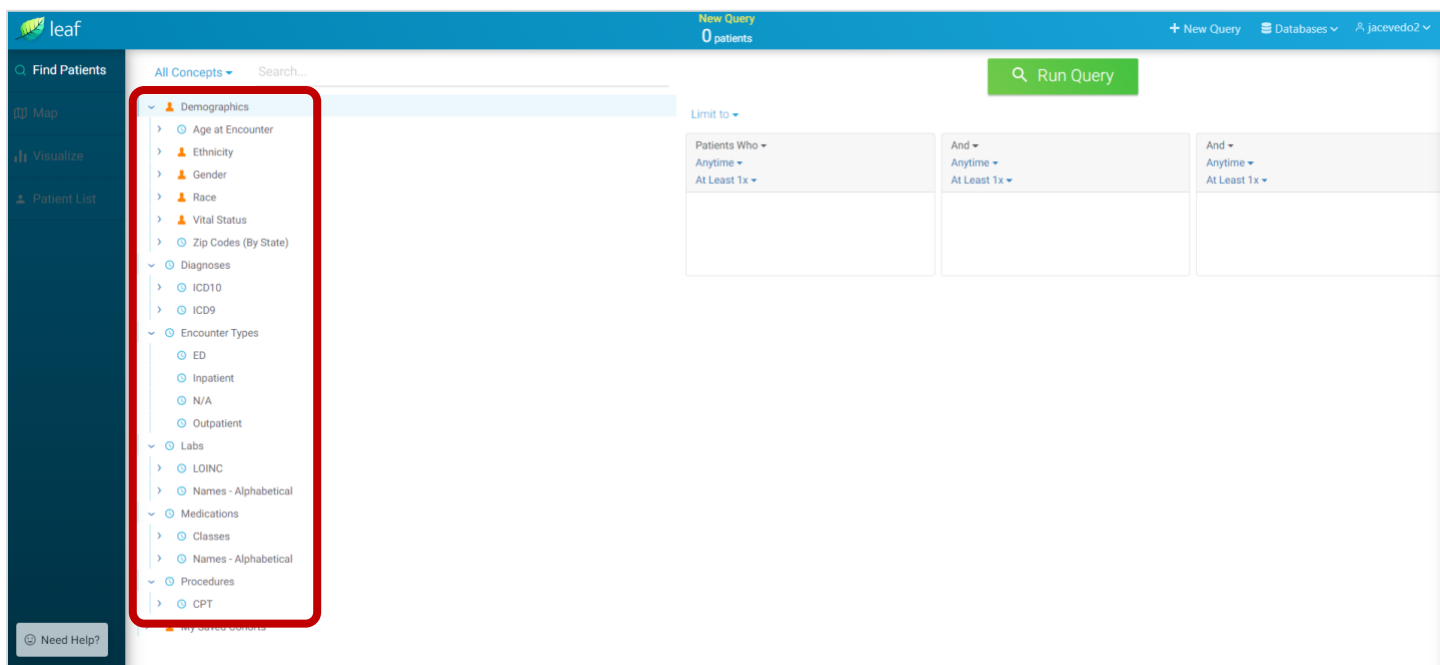 leaf
New Query
0 patients
+ New Query
Databases
jacevedo2
Find Patients
Map
Visualize
Patient List
Need Help?
All Concepts
Search...
Demographics
Age at Encounter
Ethnicity
Gender
Race
Vital Status
Zip Codes (By State)
Diagnoses
ICD10
ICD9
Encounter Types
ED
Inpatient
N/A
Outpatient
Labs
LOINC
Names - Alphabetical
Medications
Classes
Names - Alphabetical
Procedures
CPT
My Saved Cohorts
Run Query
Limit to
Patients Who
Anytime
At Least 1x
And
Anytime
At Least 1x
And
Anytime
At Least 1x